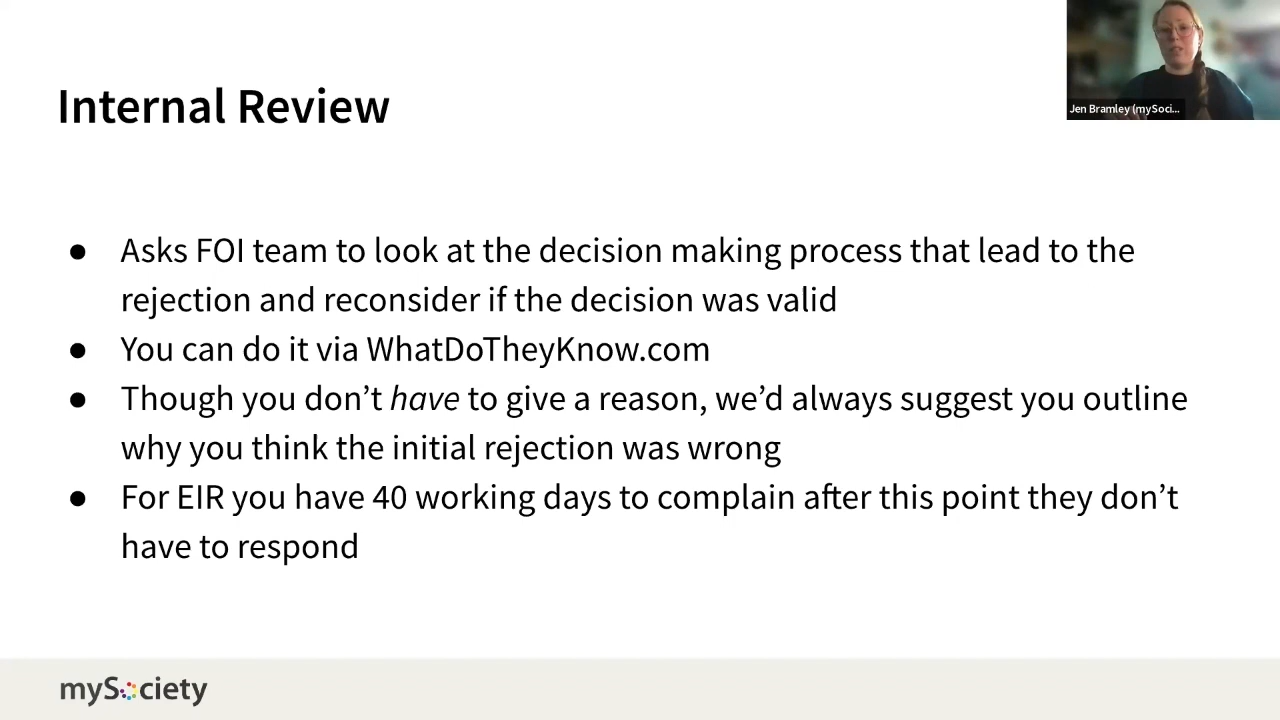 Jen Bramley (mySoci...
Internal Review
● Asks FOI team to look at the decision making process that lead to the
rejection and reconsider if the decision was valid
● You can do it via WhatDoTheyKnow.com
● Though you don’t have to give a reason, we’d always suggest you outline
why you think the initial rejection was wrong
● For EIR you have 40 working days to complain after this point they don’t
have to respond
mySociety